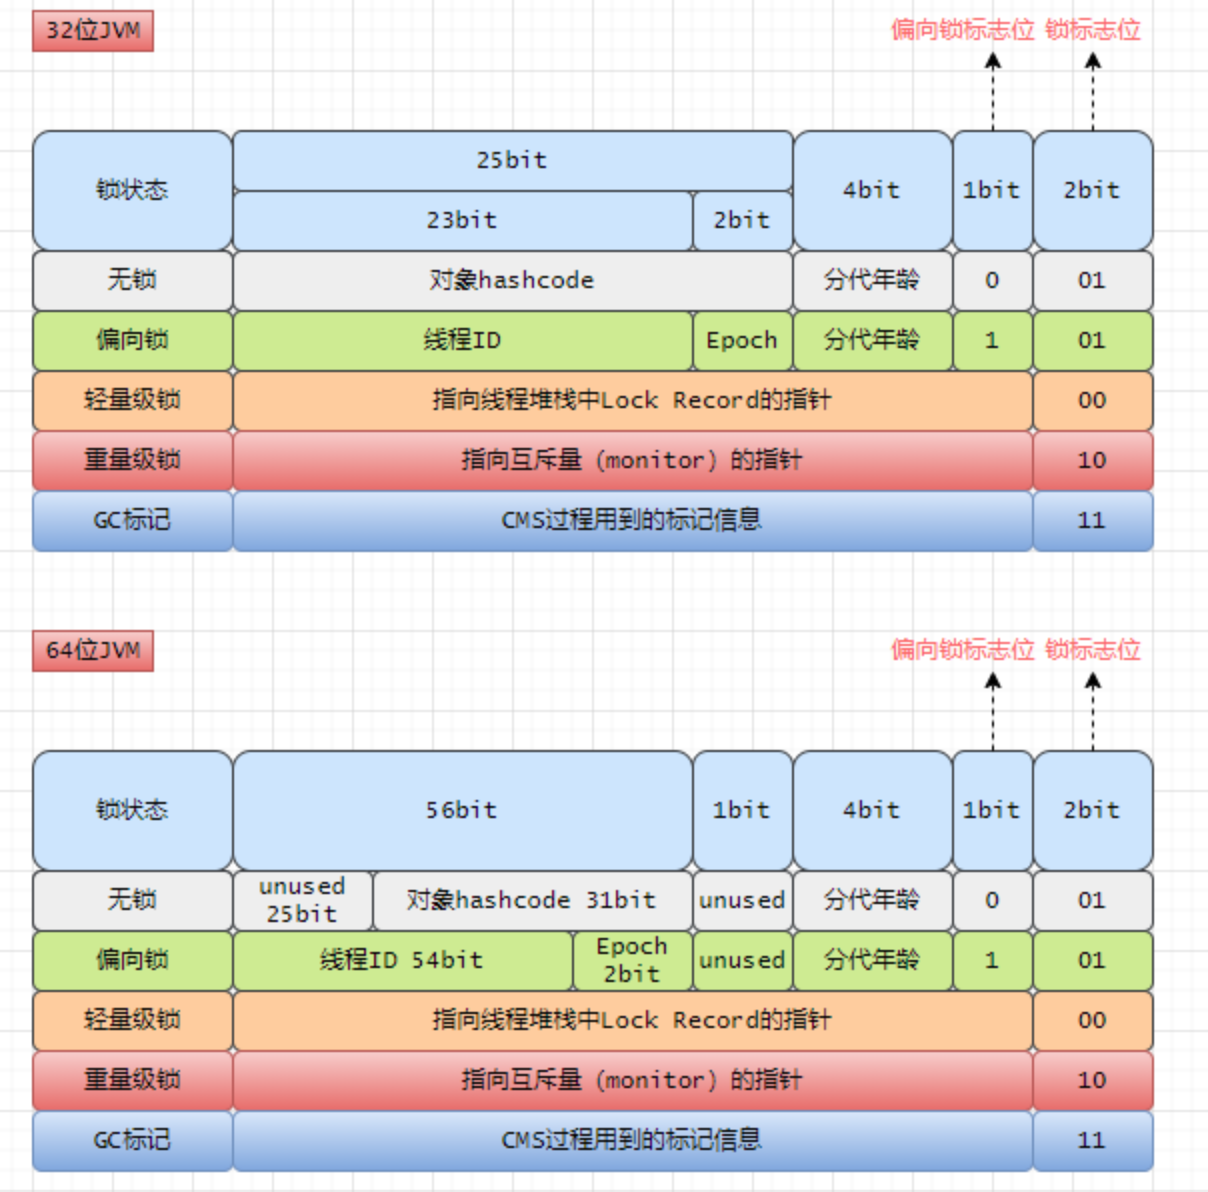 32位JVM
偏向锁标志位 锁标志位
锁状态 25bit 4bit 1bit 2bit
23bit 2bit
无锁 对象hashcode 分代年龄 0 01
偏向锁 线程ID Epoch 分代年龄 1 01
轻量级锁 指向线程堆栈中Lock Record的指针 00
重量级锁 指向互斥量（monitor）的指针 10
GC标记 CMS过程用到的标记信息 11
64位JVM
偏向锁标志位 锁标志位
锁状态 56bit 1bit 4bit 1bit 2bit
无锁 unused 25bit 对象hashcode 31bit unused 分代年龄 0 01
偏向锁 线程ID 54bit Epoch 2bit unused 分代年龄 1 01
轻量级锁 指向线程堆栈中Lock Record的指针 00
重量级锁 指向互斥量（monitor）的指针 10
GC标记 CMS过程用到的标记信息 11